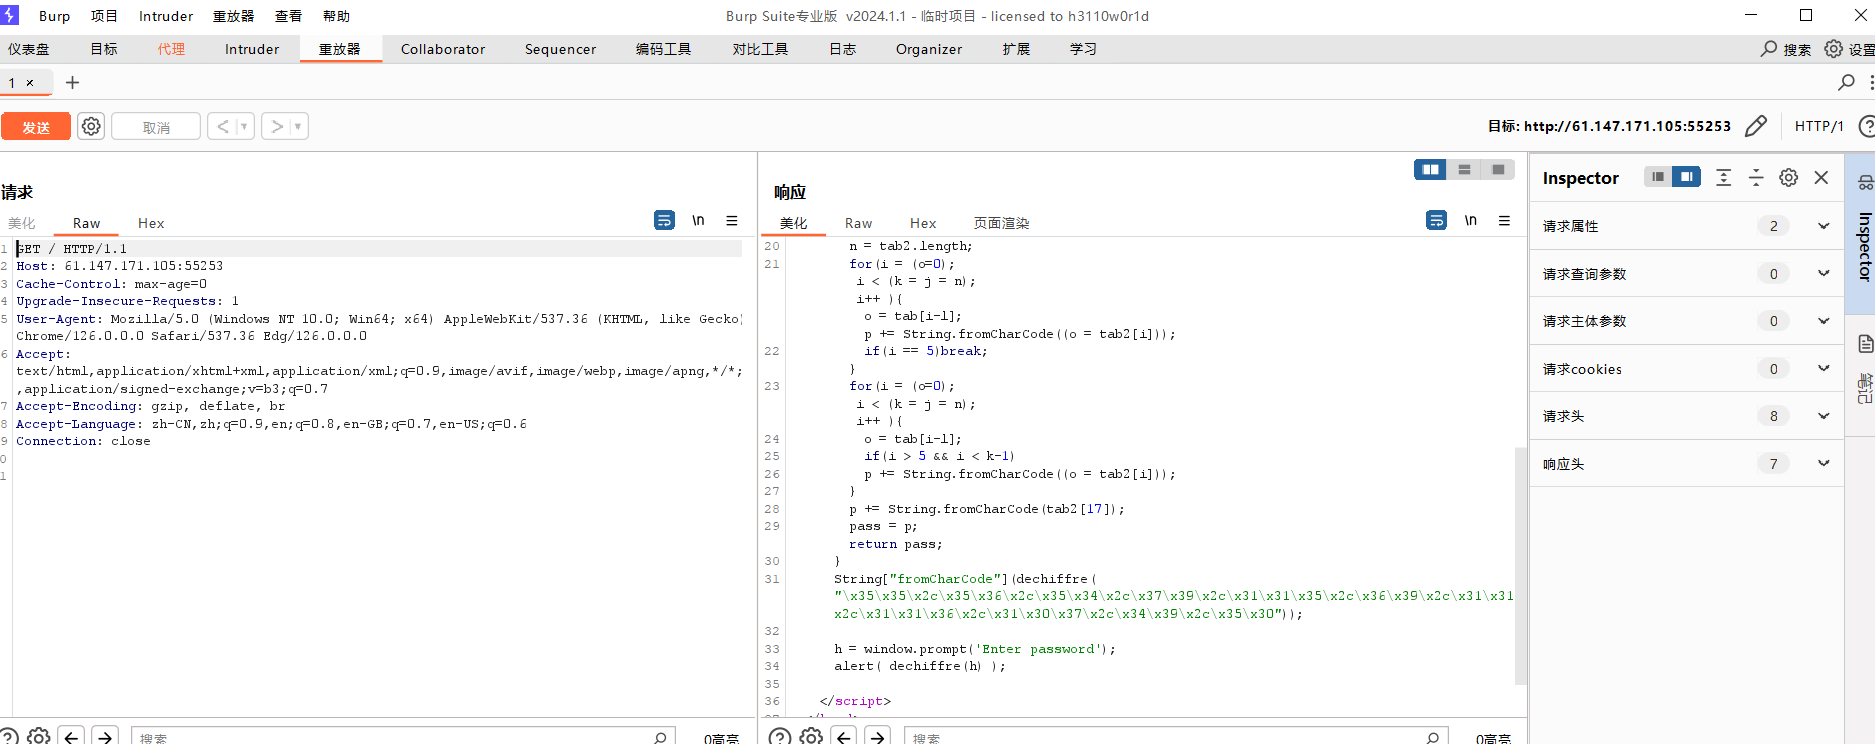 Burp 项目 Intruder 重放器 查看 帮助 Burp Suite专业版 v2024.1.1 - 临时项目 - licensed to h3110w0r1d
仪表盘 目标 代理 Intruder 重放器 Collaborator Sequencer 编码工具 对比工具 日志 Organizer 扩展 学习 搜索 设置
1 ×
发送 取消 目标: http://61.147.171.105:55253 HTTP/1
请求
美化 Raw Hex \n
1 GET / HTTP/1.1
2 Host: 61.147.171.105:55253
3 Cache-Control: max-age=0
4 Upgrade-Insecure-Requests: 1
5 User-Agent: Mozilla/5.0 (Windows NT 10.0; Win64; x64) AppleWebKit/537.36 (KHTML, like Gecko)
Chrome/126.0.0.0 Safari/537.36 Edg/126.0.0.0
6 Accept:
text/html,application/xhtml+xml,application/xml;q=0.9,image/avif,image/webp,image/apng,*/*;
,application/signed-exchange;v=b3;q=0.7
7 Accept-Encoding: gzip, deflate, br
8 Accept-Language: zh-CN,zh;q=0.9,en;q=0.8,en-GB;q=0.7,en-US;q=0.6
9 Connection: close
0
1
搜索 0高亮
响应
美化 Raw Hex 页面渲染 \n
20 n = tab2.length;
21 for(i = (o=0);
i < (k = j = n);
i++ ){
o = tab[i-l];
p += String.fromCharCode((o = tab2[i]));
22 if(i == 5)break;
}
23 for(i = (o=0);
i < (k = j = n);
i++ ){
24 o = tab[i-l];
25 if(i > 5 && i < k-1)
26 p += String.fromCharCode((o = tab2[i]));
27 }
28 p += String.fromCharCode(tab2[17]);
29 pass = p;
return pass;
30 }
31 String["fromCharCode"](dechiffre(
"\x35\x35\x2c\x35\x36\x2c\x35\x34\x2c\x37\x39\x2c\x31\x31\x35\x2c\x36\x39\x2c\x31\x31
x2c\x31\x31\x36\x2c\x31\x30\x37\x2c\x34\x39\x2c\x35\x30"));
32
33 h = window.prompt('Enter password');
34 alert( dechiffre(h) );
35
36 </script>
搜索 0高亮
Inspector
请求属性 2
请求查询参数 0
请求主体参数 0
请求cookies 0
请求头 8
响应头 7
Inspector
笔记